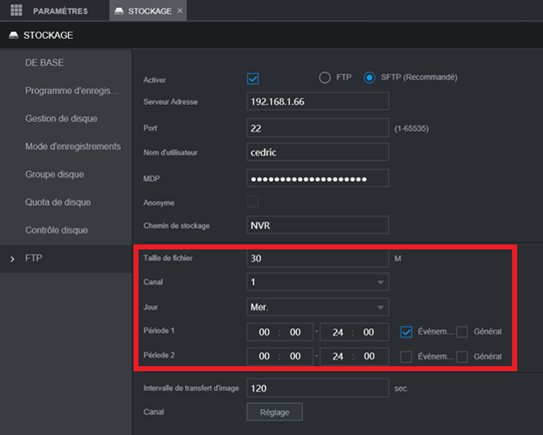 PARAMÈTRES
STOCKAGE ×
STOCKAGE
DE BASE
Programme d'enregis...
Gestion de disque
Mode d'enregistrements
Groupe disque
Quota de disque
Contrôle disque
FTP
Activer FTP SFTP (Recommandé)
Serveur Adresse 192.168.1.66
Port 22 (1-65535)
Nom d'utilisateur cedric
MDP ●●●●●●●●●●●●●●●●●●●●
Anonyme
Chemin de stockage NVR
Taille de fichier 30 M
Canal 1
Jour Mer.
Période 1 00 : 00 - 24 : 00 Événem... Général
Période 2 00 : 00 - 24 : 00 Événem... Général
Intervalle de transfert d'image 120 sec.
Canal Réglage